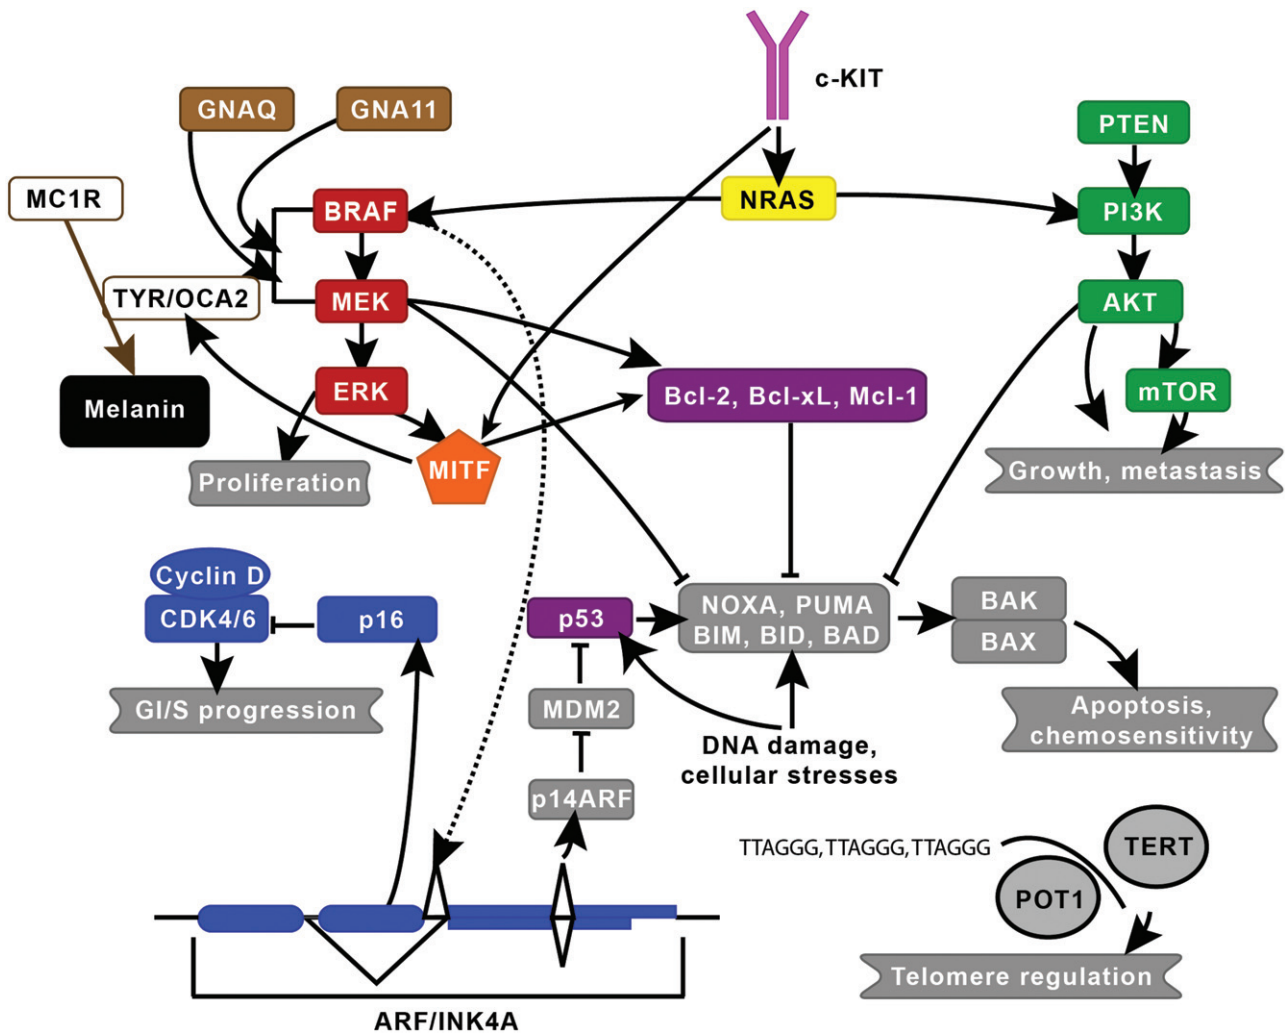 c-KIT
GNAQ
GNA11
PTEN
MC1R
BRAF
NRAS
PI3K
TYR/OCA2
MEK
AKT
ERK
Bcl-2, Bcl-xL, Mcl-1
mTOR
Melanin
MITF
Proliferation
Growth, metastasis
Cyclin D
CDK4/6
p16
p53
NOXA, PUMA
BIM, BID, BAD
BAK
BAX
GI/S progression
MDM2
Apoptosis,
chemosensitivity
DNA damage,
cellular stresses
p14ARF
TTAGGG,TTAGGG,TTAGGG
TERT
POT1
Telomere regulation
ARF/INK4A